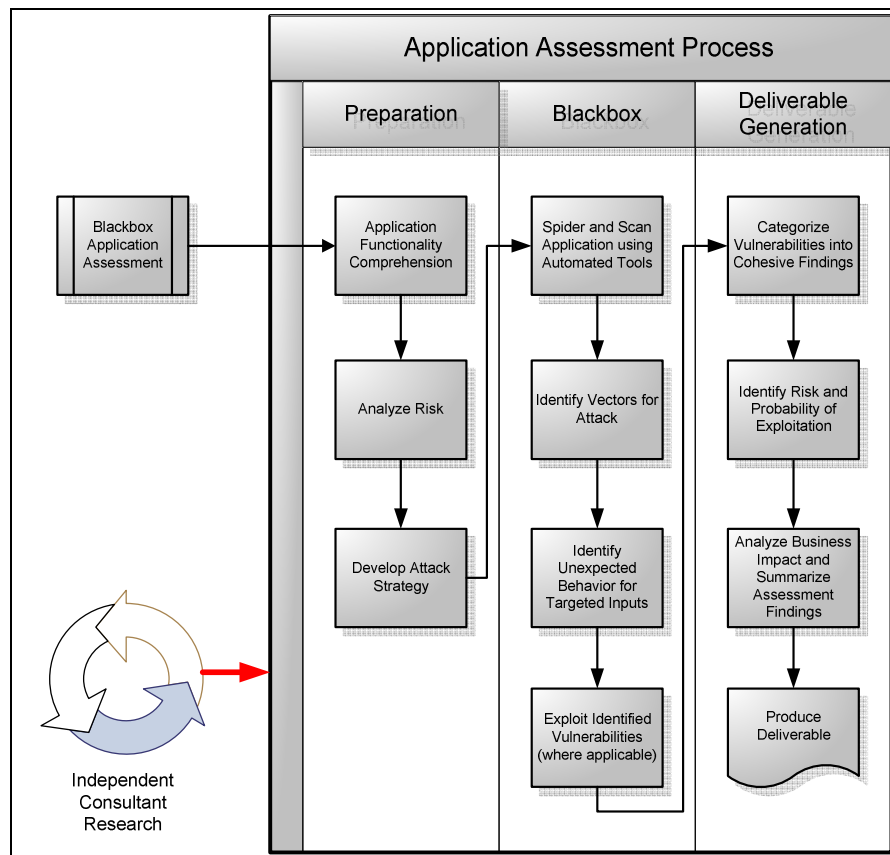 Application Assessment Process
Preparation
Blackbox
Deliverable
Generation
Blackbox
Application
Assessment
Application
Functionality
Comprehension
Analyze Risk
Develop Attack
Strategy
Spider and Scan
Application using
Automated Tools
Identify Vectors for
Attack
Identify
Unexpected
Behavior for
Targeted Inputs
Exploit Identified
Vulnerabilities
(where applicable)
Categorize
Vulnerabilities into
Cohesive Findings
Identify Risk and
Probability of
Exploitation
Analyze Business
Impact and
Summarize
Assessment
Findings
Produce
Deliverable
Independent
Consultant
Research